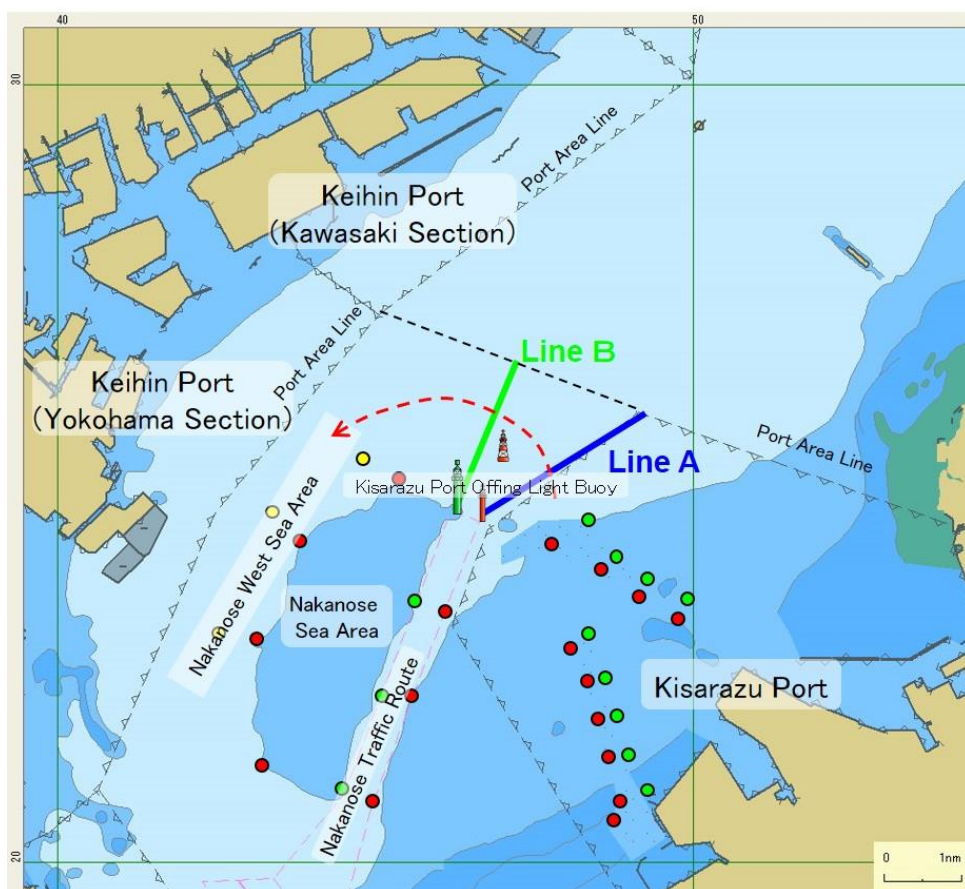 40
50
30
Port Area Line
Keihin Port
(Kawasaki Section)
Port Area Line
Line B
Keihin Port
(Yokohama Section)
Port Area Line
Line A
Kisarazu Port Offing Light Buoy
Nakanose West Sea Area
Nakanose
Sea Area
Kisarazu Port
Nakanose Traffic Route
20
0 1nm